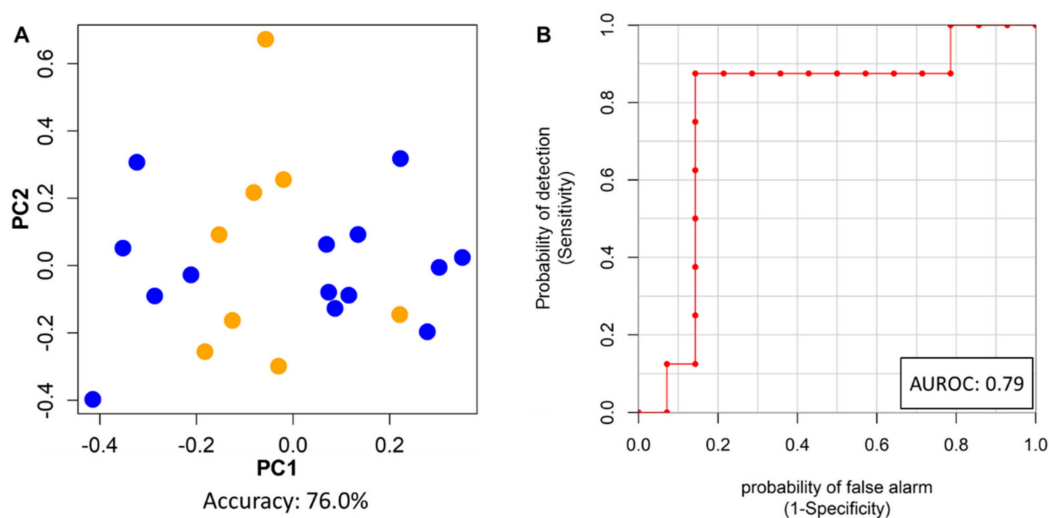 A
PC2
0.6
0.4
0.2
0.0
-0.2
-0.4
-0.4
-0.2
0.0
0.2
PC1
Accuracy: 76.0%
B
Probability of detection
(Sensitivity)
1.0
0.8
0.6
0.4
0.2
0.0
AUROC: 0.79
0.0
0.2
0.4
0.6
0.8
1.0
probability of false alarm
(1-Specificity)